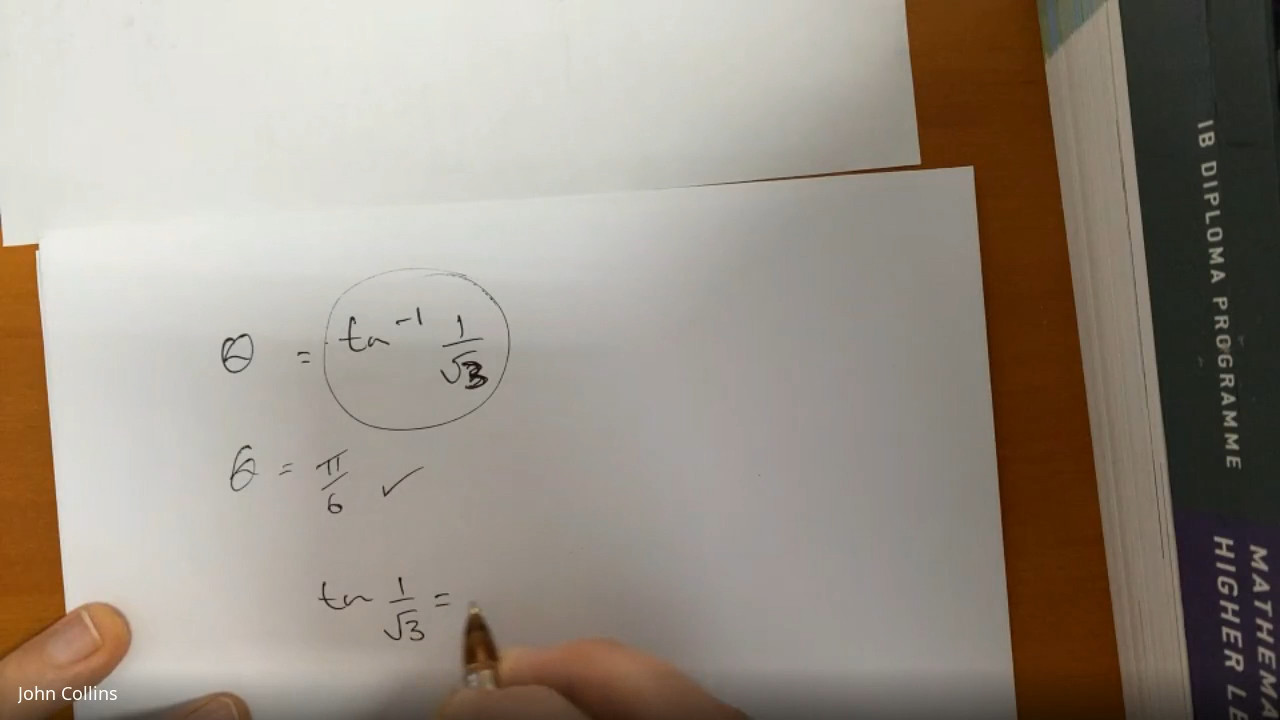 θ = tan⁻¹ 1/√3
θ = π/6 ✓
tan 1/√3 =
IB DIPLOMA PROGRAMME
MATHEMA
HIGHER LE
John Collins